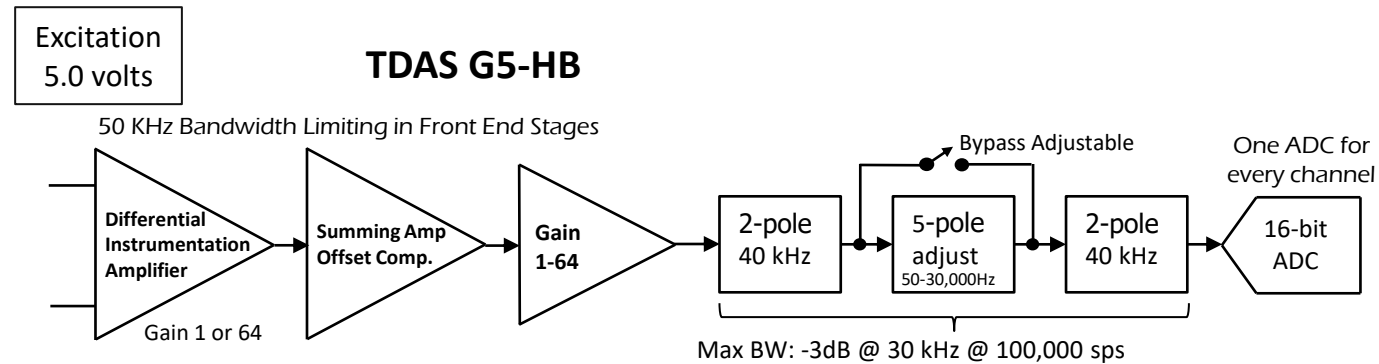 Excitation
5.0 volts
TDAS G5-HB
50 KHz Bandwidth Limiting in Front End Stages
Differential
Instrumentation
Amplifier
Gain 1 or 64
Summing Amp
Offset Comp.
Gain
1-64
2-pole
40 kHz
Bypass Adjustable
5-pole
adjust
50-30,000Hz
2-pole
40 kHz
One ADC for
every channel
16-bit
ADC
Max BW: -3dB @ 30 kHz @ 100,000 sps